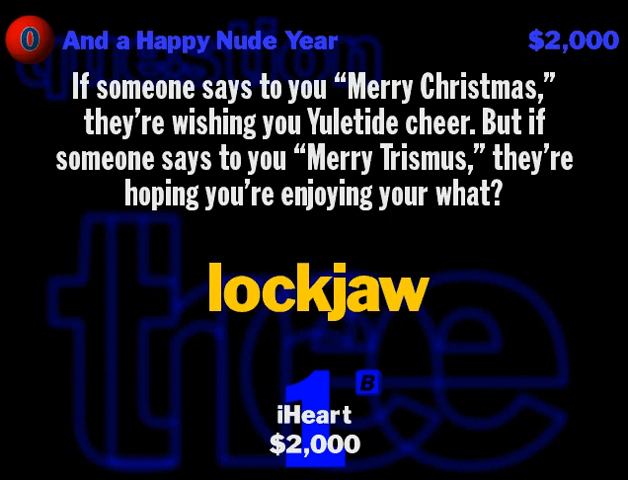 0 And a Happy Nude Year $2,000
question
If someone says to you “Merry Christmas,”
they’re wishing you Yuletide cheer. But if
someone says to you “Merry Trismus,” they’re
hoping you’re enjoying your what?
lockjaw
three
1 B
iHeart
$2,000